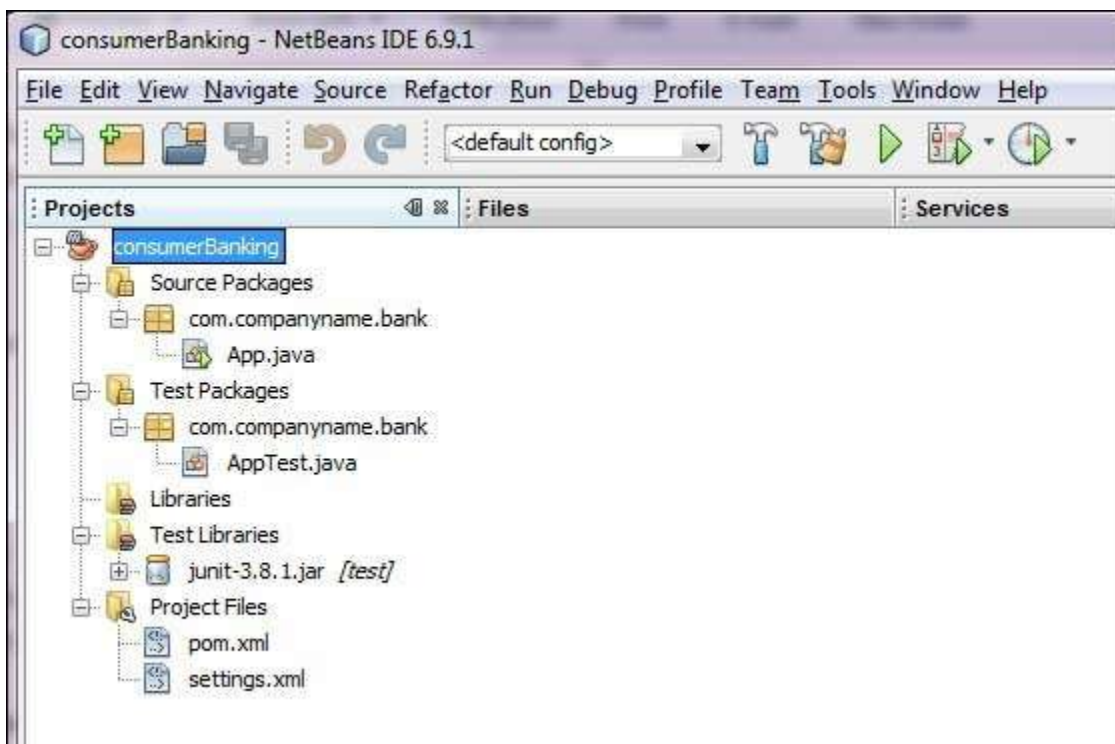 consumerBanking - NetBeans IDE 6.9.1
File Edit View Navigate Source Refactor Run Debug Profile Team Tools Window Help
<default config>
Projects Files Services
consumerBanking
Source Packages
com.companyname.bank
App.java
Test Packages
com.companyname.bank
AppTest.java
Libraries
Test Libraries
junit-3.8.1.jar [test]
Project Files
pom.xml
settings.xml